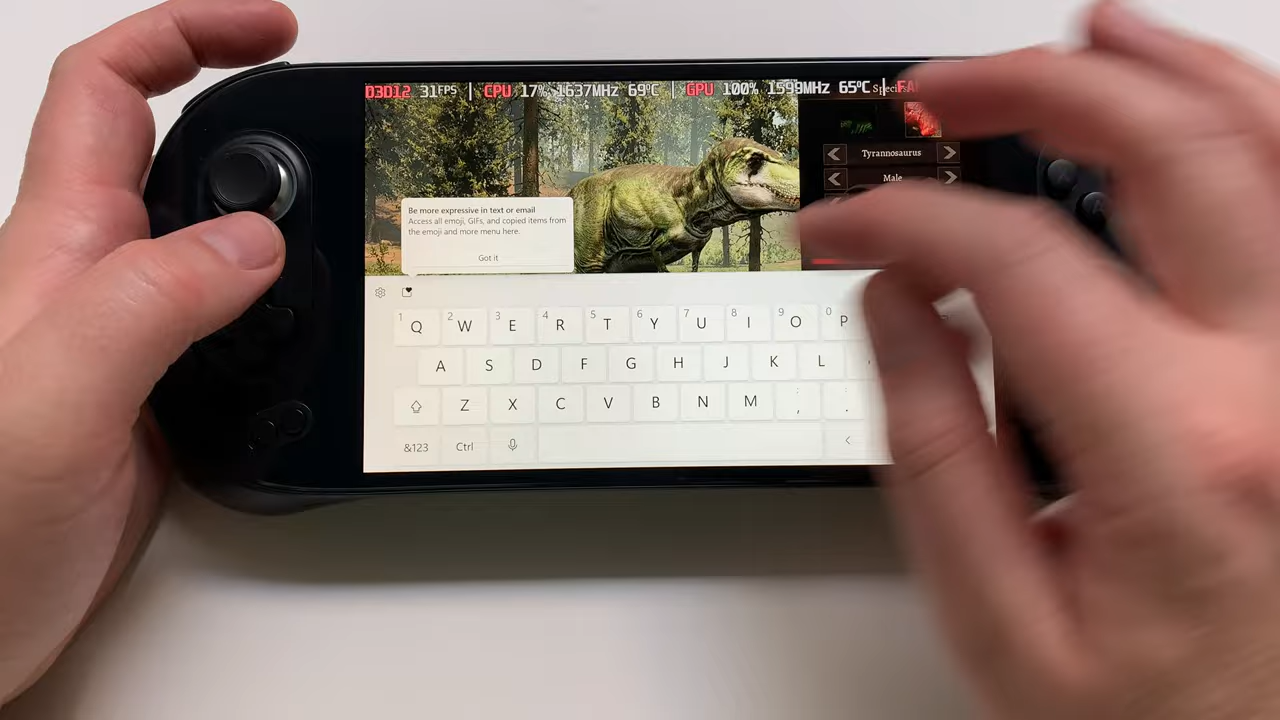 D3D12 31FPS | CPU 17% 1637MHz 69°C | GPU 100% 1599MHz 65°C | FA
Species
Tyrannosaurus
Male
Be more expressive in text or email
Access all emoji, GIFs, and copied items from
the emoji and more menu here.
Got it
1 2 3 4 5 6 7 8 9 0
Q W E R T Y U I O P
A S D F G H J K L
Z X C V B N M ; , : .
&123 Ctrl <